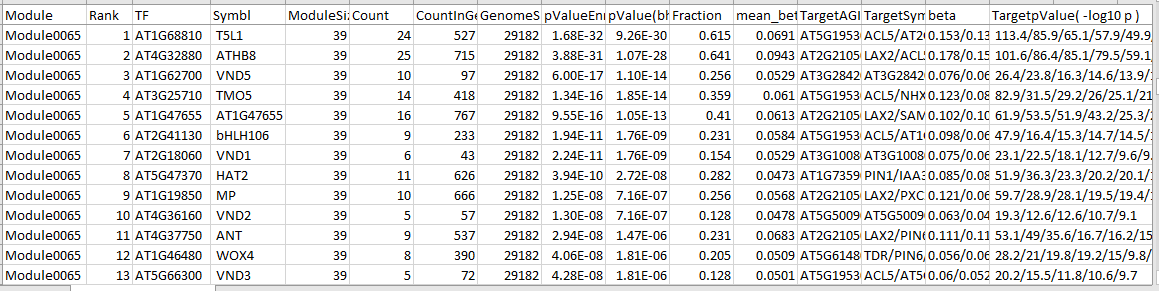 Module Rank TF Symbl ModuleSiz Count CountInGe GenomeS pValueEnr pValue(bh Fraction mean_bet TargetAGI TargetSym beta TargetpValue( -log10 p )
Module0065 1 AT1G68810 T5L1 39 24 527 29182 1.68E-32 9.26E-30 0.615 0.0691 AT5G1953 ACL5/AT2 0.153/0.13 113.4/85.9/65.1/57.9/49.9
Module0065 2 AT4G32880 ATHB8 39 25 715 29182 3.88E-31 1.07E-28 0.641 0.0943 AT2G2105 LAX2/ACL 0.178/0.15 101.6/86.4/85.1/79.5/59.1
Module0065 3 AT1G62700 VND5 39 10 97 29182 6.00E-17 1.10E-14 0.256 0.0529 AT3G2842 AT3G2842 0.076/0.06 26.4/23.8/16.3/14.6/13.9/
Module0065 4 AT3G25710 TMO5 39 14 418 29182 1.34E-16 1.85E-14 0.359 0.061 AT5G1953 ACL5/NHX 0.123/0.08 82.9/31.5/29.2/26/25.1/21
Module0065 5 AT1G47655 AT1G47655 39 16 767 29182 9.55E-16 1.05E-13 0.41 0.0613 AT2G2105 LAX2/SAM 0.102/0.10 61.9/53.5/51.9/43.2/25.3/
Module0065 6 AT2G41130 bHLH106 39 9 233 29182 1.94E-11 1.76E-09 0.231 0.0584 AT5G1953 ACL5/AT1 0.098/0.06 47.9/16.4/15.3/14.7/14.5/
Module0065 7 AT2G18060 VND1 39 6 43 29182 2.24E-11 1.76E-09 0.154 0.0529 AT3G1008 AT3G1008 0.075/0.06 23.1/22.5/18.1/12.7/9.6/9.
Module0065 8 AT5G47370 HAT2 39 11 626 29182 3.94E-10 2.72E-08 0.282 0.0473 AT1G7359 PIN1/IAA3 0.085/0.08 51.9/36.3/23.3/20.2/20.1/
Module0065 9 AT1G19850 MP 39 10 666 29182 1.25E-08 7.16E-07 0.256 0.0568 AT2G2105 LAX2/PXC 0.121/0.06 59.7/28.9/28.1/19.5/19.4/
Module0065 10 AT4G36160 VND2 39 5 57 29182 1.30E-08 7.16E-07 0.128 0.0478 AT5G5009 AT5G5009 0.063/0.04 19.3/12.6/12.6/10.7/9.1
Module0065 11 AT4G37750 ANT 39 9 537 29182 2.94E-08 1.47E-06 0.231 0.0683 AT2G2105 LAX2/PIN6 0.111/0.11 53.1/49/35.6/16.7/16.2/15
Module0065 12 AT1G46480 WOX4 39 8 390 29182 4.06E-08 1.81E-06 0.205 0.0509 AT5G6148 TDR/PIN6/ 0.056/0.06 28.2/21/19.8/19.2/15/9.8/
Module0065 13 AT5G66300 VND3 39 5 72 29182 4.28E-08 1.81E-06 0.128 0.0501 AT5G1953 ACL5/AT5G 0.06/0.052 20.2/15.5/11.8/10.6/9.7